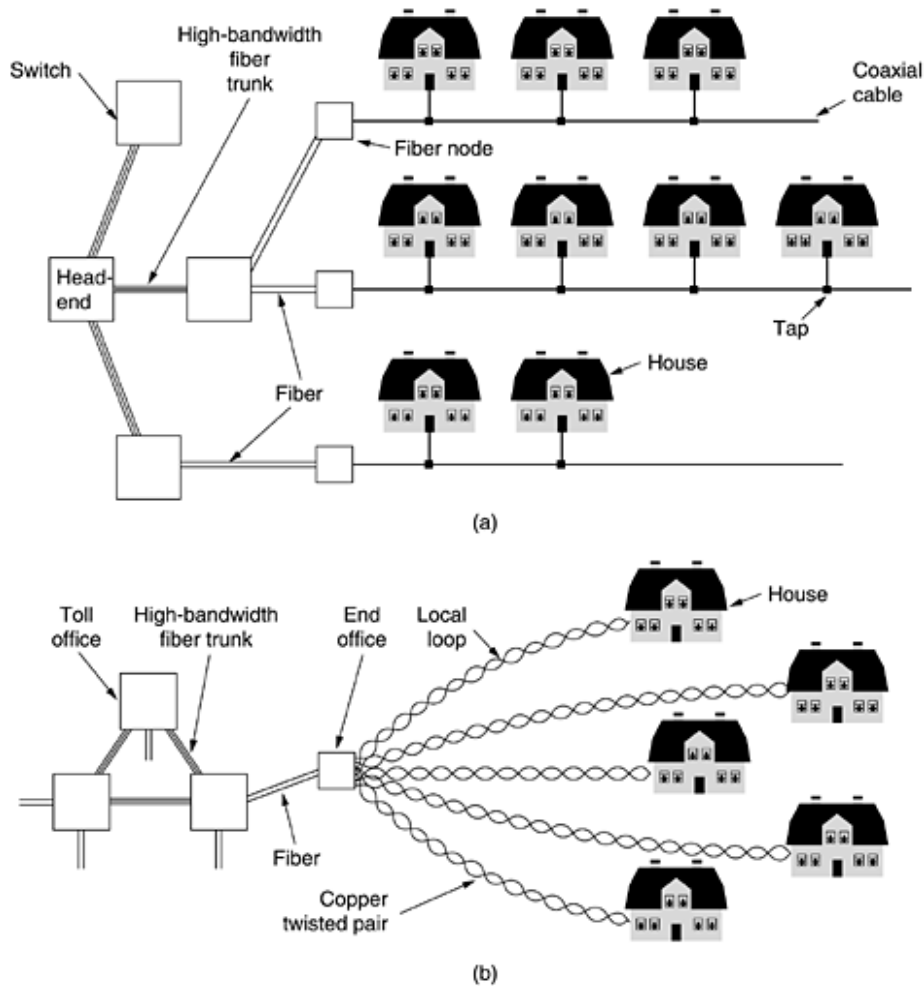 High-bandwidth
fiber
trunk
Switch
Coaxial
cable
Fiber node
Head-
end
Tap
House
Fiber
(a)
Toll
office
High-bandwidth
fiber trunk
End
office
Local
loop
House
Fiber
Copper
twisted pair
(b)